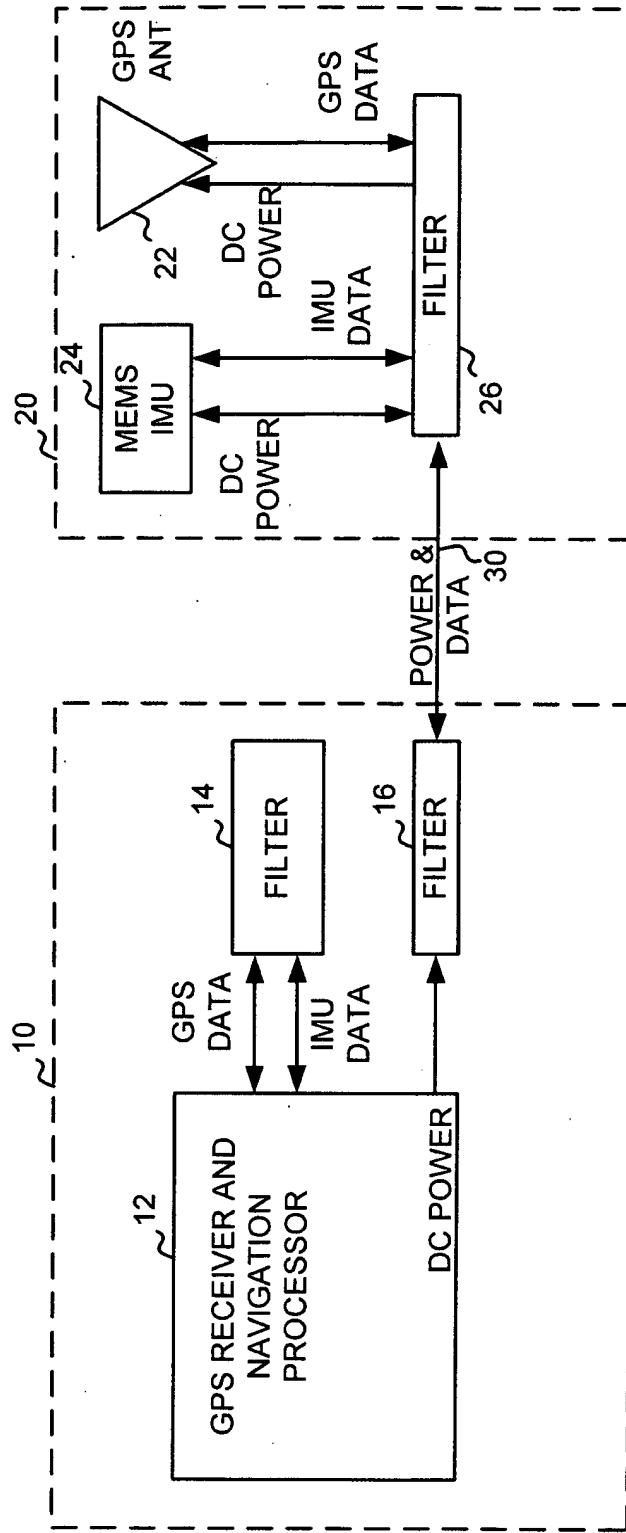 10
12
GPS RECEIVER AND
NAVIGATION
PROCESSOR
DC POWER
GPS
DATA
IMU
DATA
14
FILTER
16
FILTER
POWER &
DATA
30
20
24
MEMS
IMU
DC
POWER
IMU
DATA
22
GPS
ANT
DC
POWER
GPS
DATA
FILTER
26